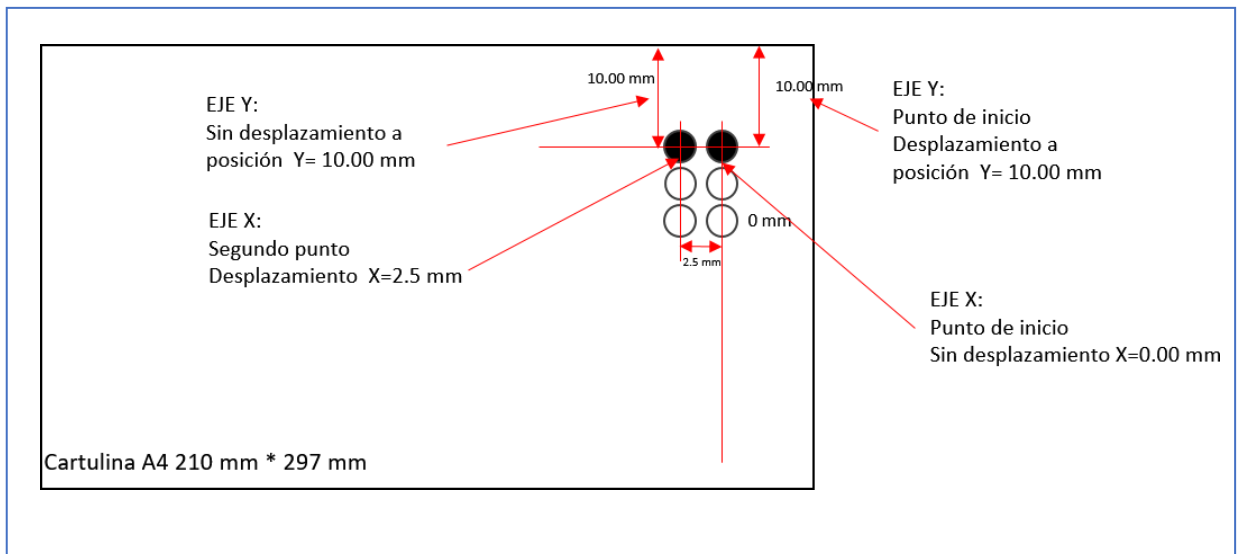 10.00 mm
10.00 mm
EJE Y:
Sin desplazamiento a
posición  Y= 10.00 mm
EJE Y:
Punto de inicio
Desplazamiento a
posición  Y= 10.00 mm
EJE X:
Segundo punto
Desplazamiento  X=2.5 mm
0 mm
2.5 mm
EJE X:
Punto de inicio
Sin desplazamiento X=0.00 mm
Cartulina A4 210 mm * 297 mm